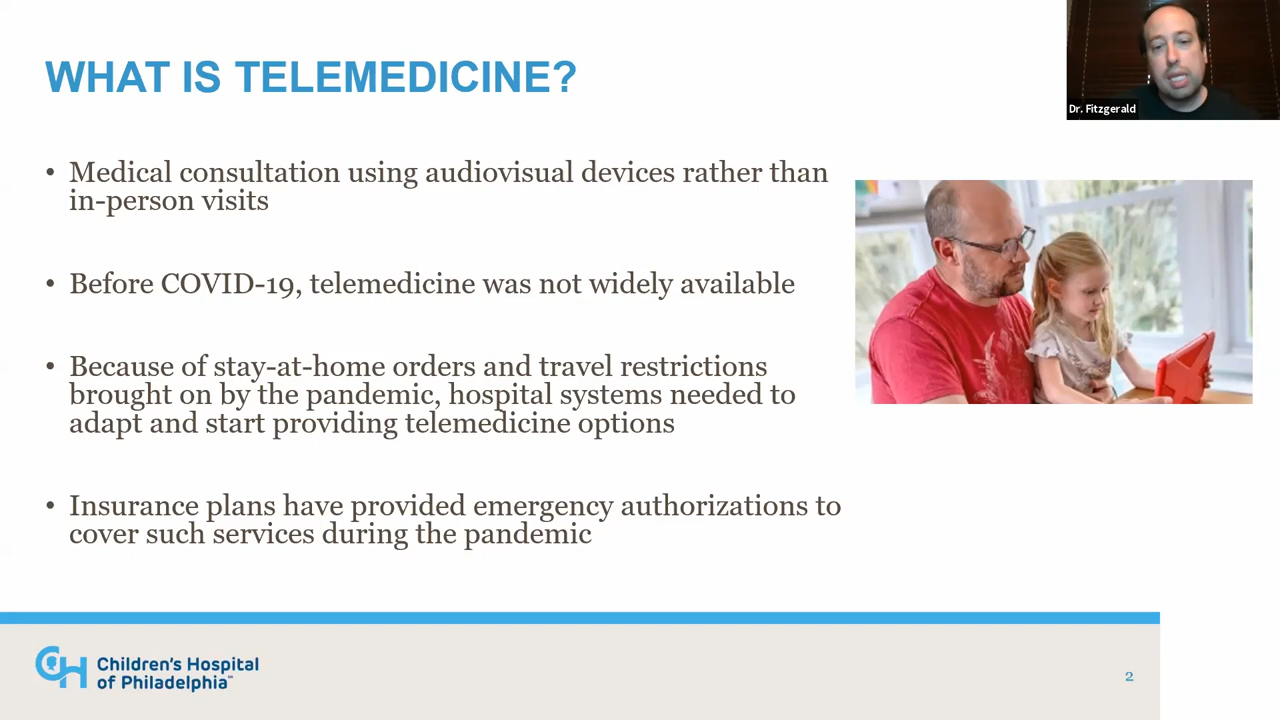 WHAT IS TELEMEDICINE?
Dr. Fitzgerald
• Medical consultation using audiovisual devices rather than
in-person visits
• Before COVID-19, telemedicine was not widely available
• Because of stay-at-home orders and travel restrictions
brought on by the pandemic, hospital systems needed to
adapt and start providing telemedicine options
• Insurance plans have provided emergency authorizations to
cover such services during the pandemic
CH
Children's Hospital
of Philadelphia℠
2